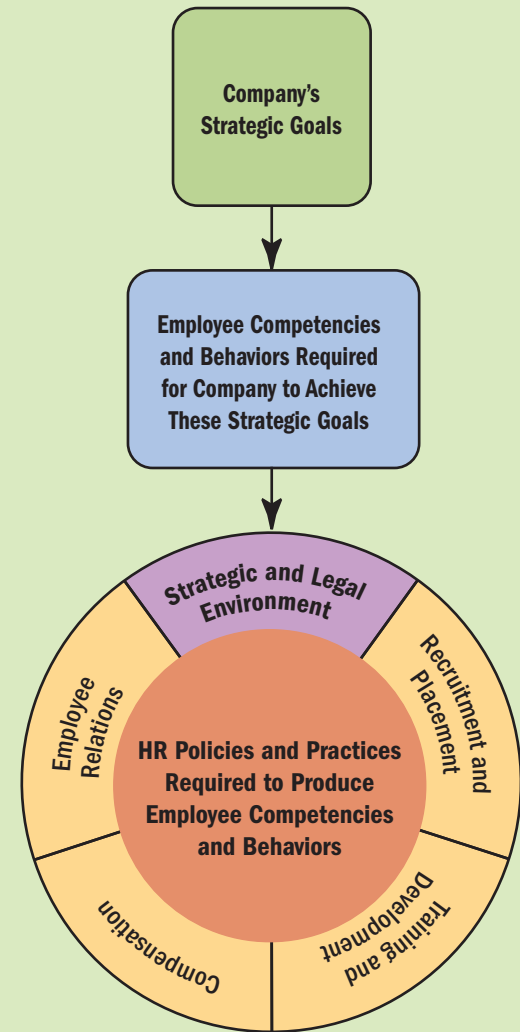 Company’s
Strategic Goals
Employee Competencies
and Behaviors Required
for Company to Achieve
These Strategic Goals
Strategic and Legal
Environment
Recruitment and
Placement
Training and
Development
Compensation
Employee
Relations
HR Policies and Practices
Required to Produce
Employee Competencies
and Behaviors